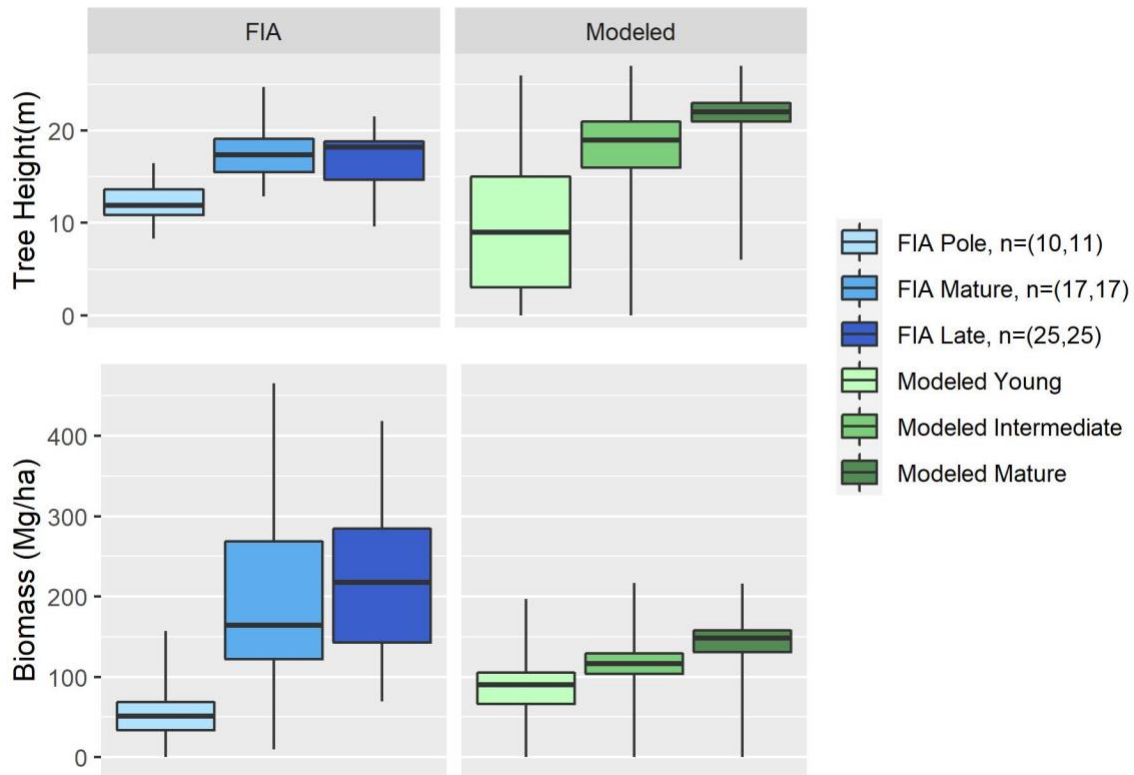 FIA
Modeled
Tree Height(m)
20
10
0
Biomass (Mg/ha)
400
300
200
100
0
FIA Pole, n=(10,11)
FIA Mature, n=(17,17)
FIA Late, n=(25,25)
Modeled Young
Modeled Intermediate
Modeled Mature